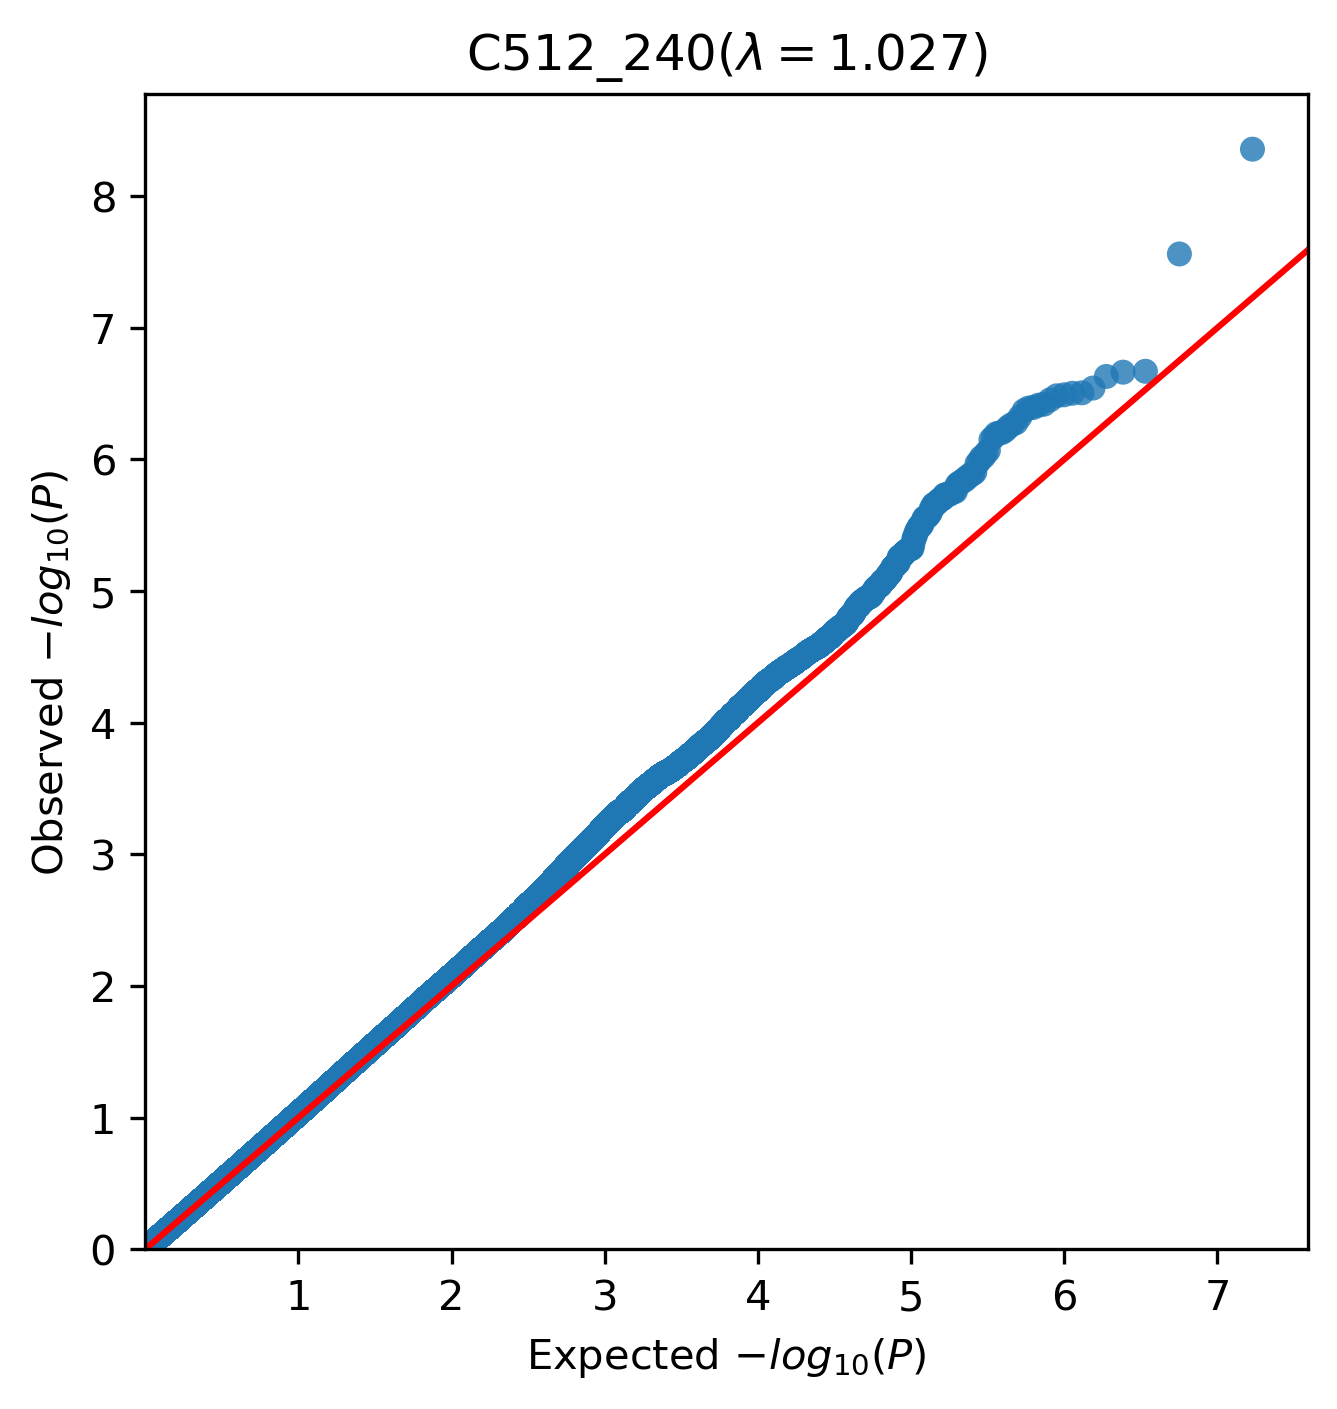 C512_240(λ = 1.027)
8
7
6
5
4
3
2
1
0
Observed −log₁₀(P)
1 2 3 4 5 6 7
Expected −log₁₀(P)